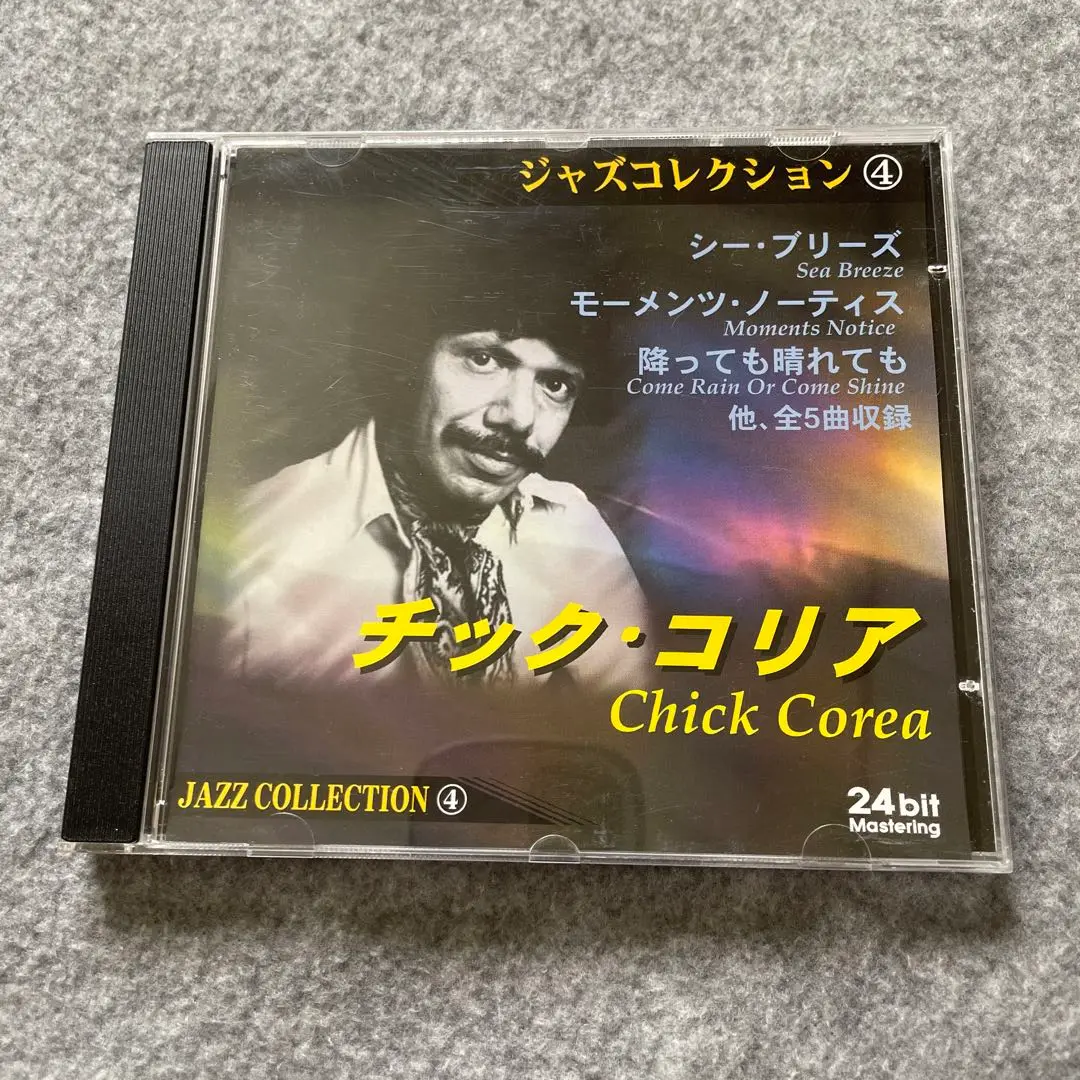 ジャズコレクション④
シー・ブリーズ
Sea Breeze
モーメンツ・ノーティス
Moments Notice
降っても晴れても
Come Rain Or Come Shine
他、全5曲収録
チック・コリア
Chick Corea
JAZZ COLLECTION ④
24bit
Mastering